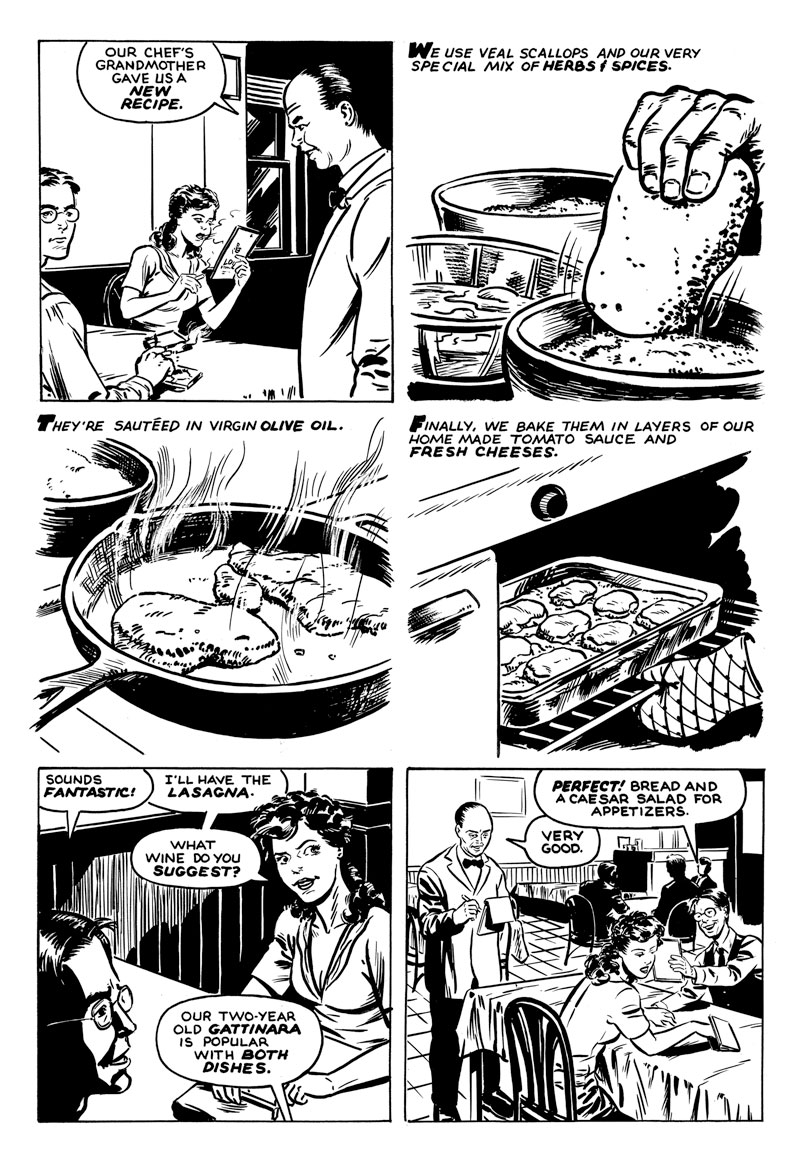 OUR CHEF'S
GRANDMOTHER
GAVE US A
NEW
RECIPE.
WE USE VEAL SCALLOPS AND OUR VERY
SPECIAL MIX OF HERBS & SPICES.
THEY'RE SAUTÉED IN VIRGIN OLIVE OIL.
FINALLY, WE BAKE THEM IN LAYERS OF OUR
HOME MADE TOMATO SAUCE AND
FRESH CHEESES.
SOUNDS
FANTASTIC!
I'LL HAVE THE
LASAGNA.
WHAT
WINE DO YOU
SUGGEST?
OUR TWO-YEAR
OLD GATTINARA
IS POPULAR
WITH BOTH
DISHES.
PERFECT! BREAD AND
A CAESAR SALAD FOR
APPETIZERS.
VERY
GOOD.